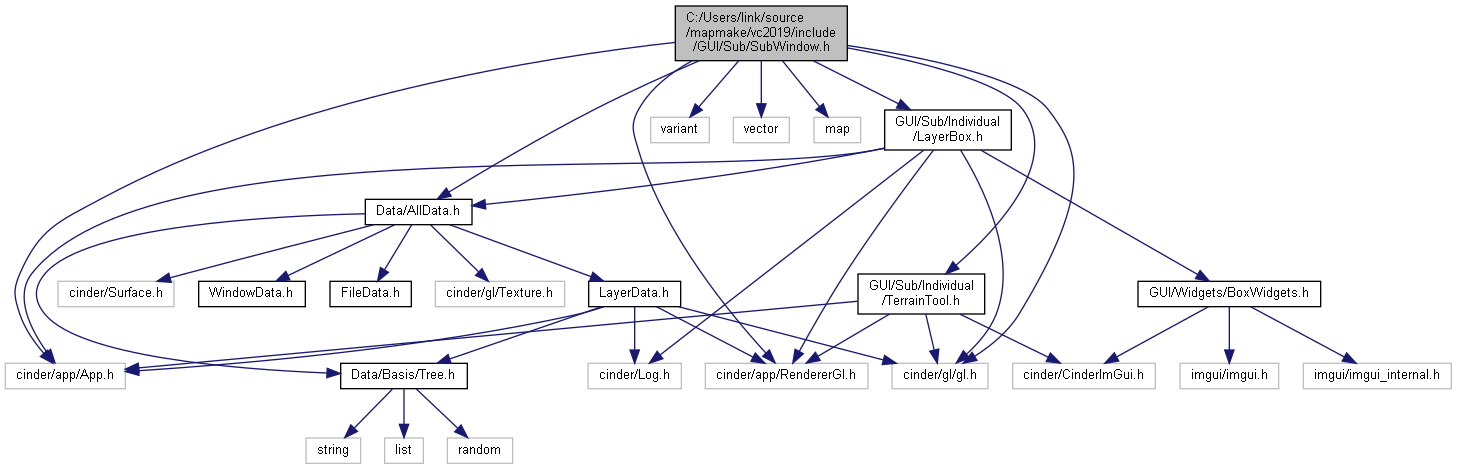 C:/Users/link/source
/mapmake/vc2019/include
/GUI/Sub/SubWindow.h
variant
vector
map
GUI/Sub/Individual
/LayerBox.h
Data/AllData.h
cinder/Surface.h
WindowData.h
FileData.h
cinder/gl/Texture.h
LayerData.h
GUI/Sub/Individual
/TerrainTool.h
GUI/Widgets/BoxWidgets.h
cinder/app/App.h
Data/Basis/Tree.h
cinder/Log.h
cinder/app/RendererGl.h
cinder/gl/gl.h
cinder/CinderImGui.h
imgui/imgui.h
imgui/imgui_internal.h
string
list
random